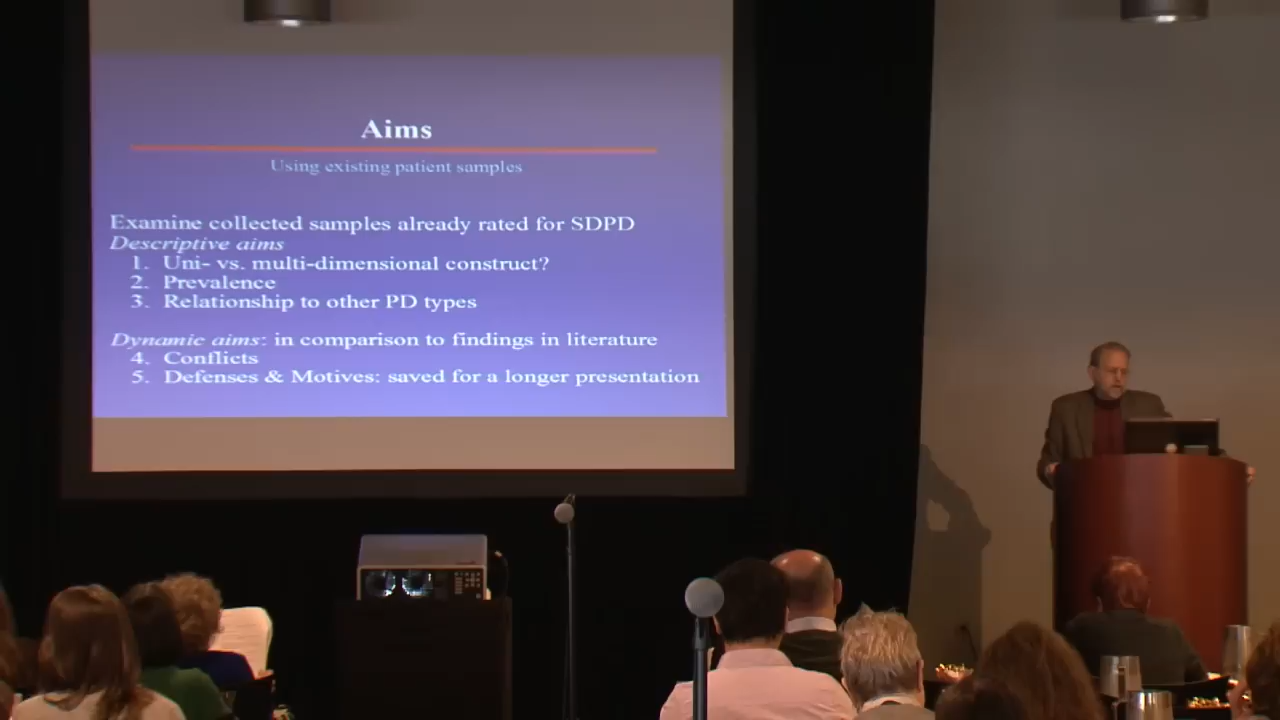 Aims
Using existing patient samples
Examine collected samples already rated for SDPD
Descriptive aims
1. Uni- vs. multi-dimensional construct?
2. Prevalence
3. Relationship to other PD types
Dynamic aims: in comparison to findings in literature
4. Conflicts
5. Defenses & Motives: saved for a longer presentation